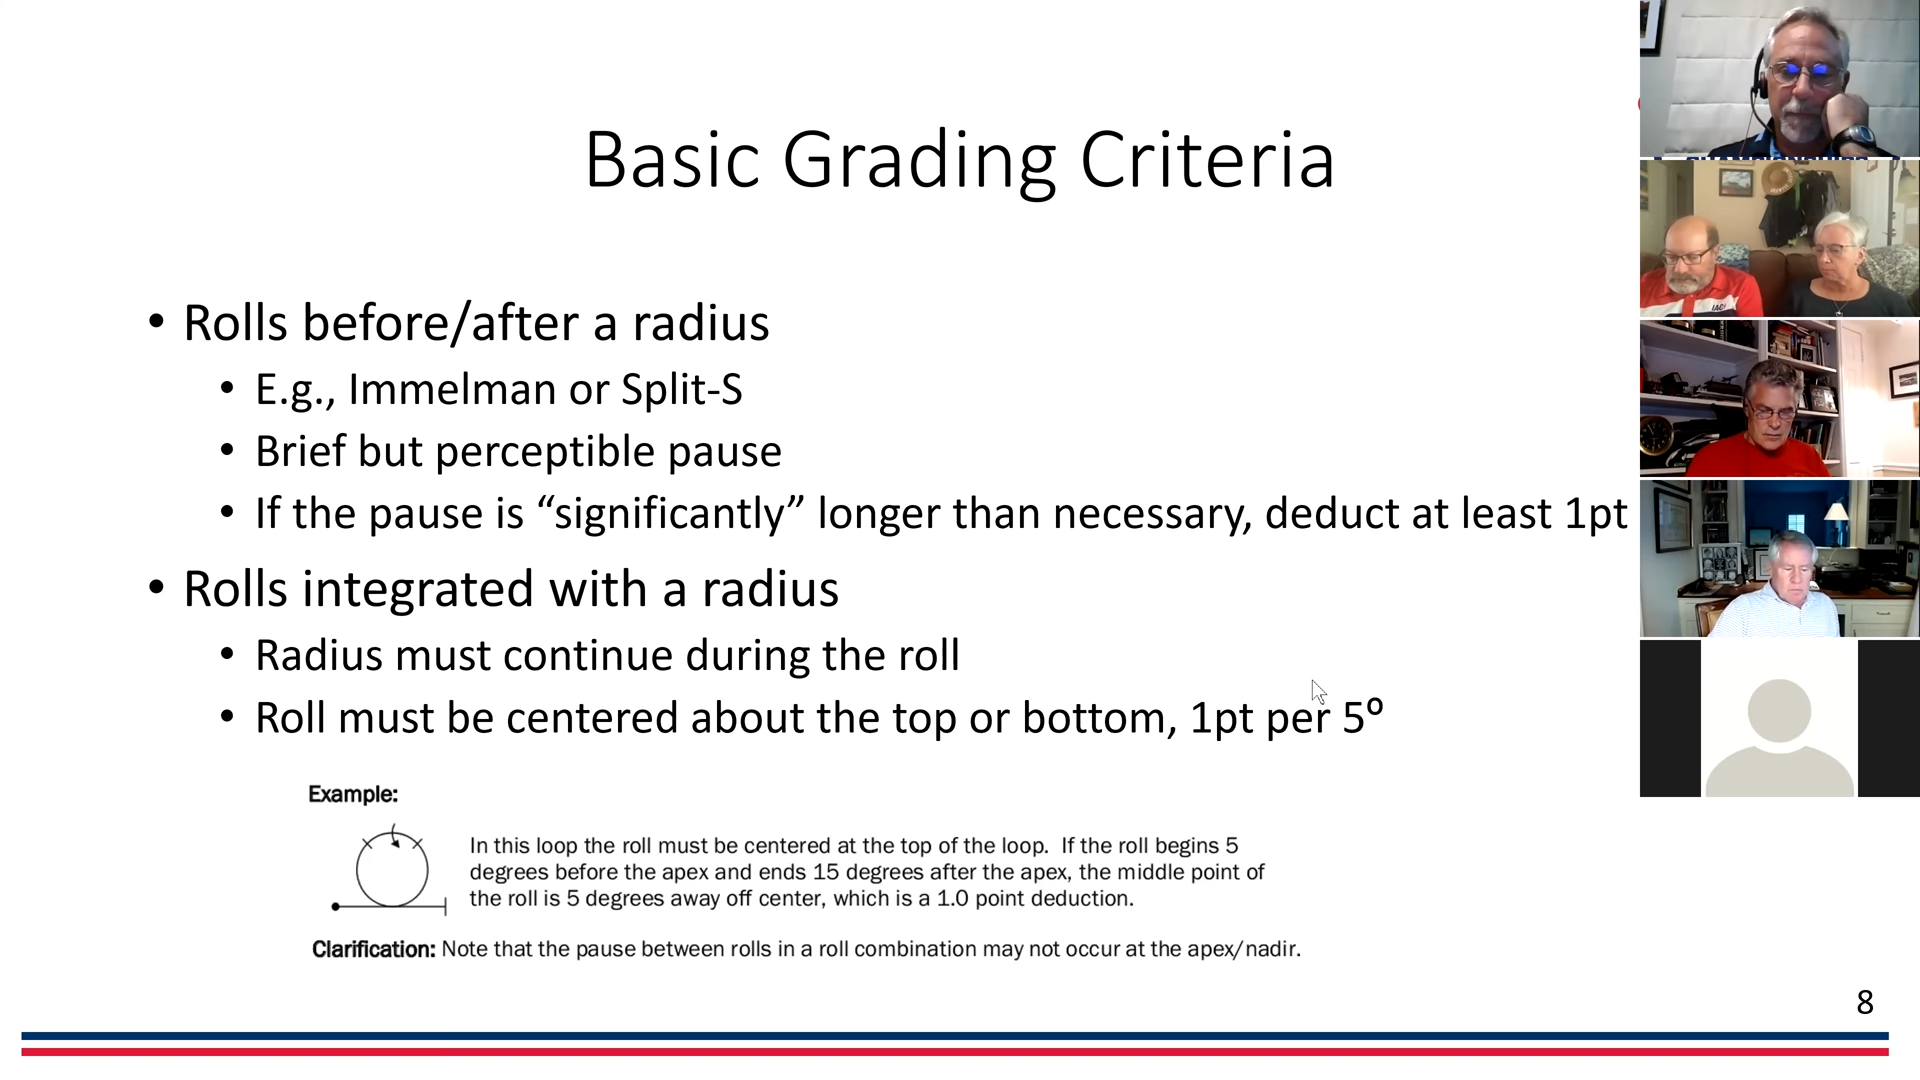 Basic Grading Criteria
• Rolls before/after a radius
• E.g., Immelman or Split-S
• Brief but perceptible pause
• If the pause is “significantly” longer than necessary, deduct at least 1pt
• Rolls integrated with a radius
• Radius must continue during the roll
• Roll must be centered about the top or bottom, 1pt per 5º
Example:
In this loop the roll must be centered at the top of the loop. If the roll begins 5
degrees before the apex and ends 15 degrees after the apex, the middle point of
the roll is 5 degrees away off center, which is a 1.0 point deduction.
Clarification: Note that the pause between rolls in a roll combination may not occur at the apex/nadir.
8
IAC